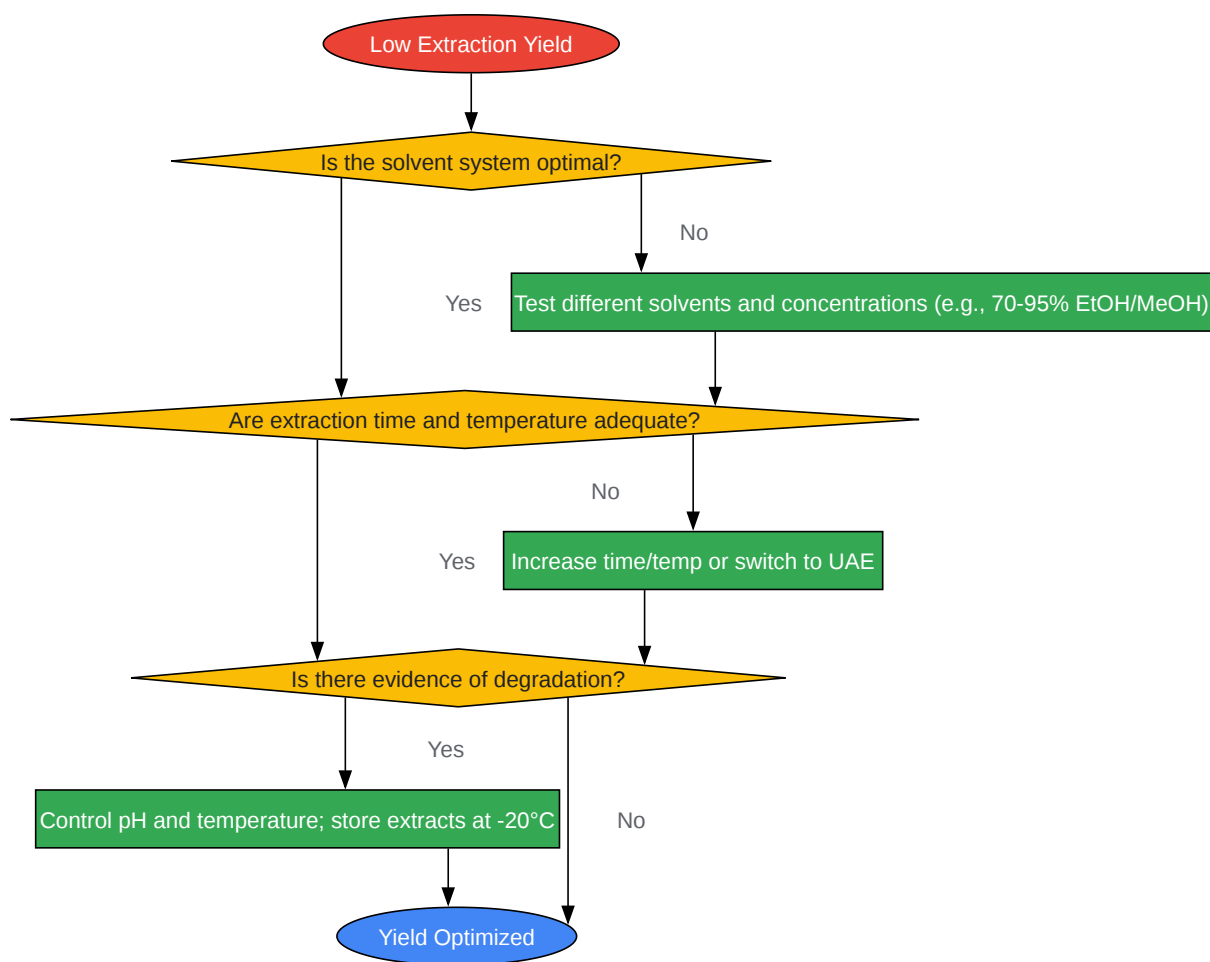 Low Extraction Yield
Is the solvent system optimal?
No
Yes
Test different solvents and concentrations (e.g., 70-95% EtOH/MeOH)
Are extraction time and temperature adequate?
No
Yes
Increase time/temp or switch to UAE
Is there evidence of degradation?
Yes
Control pH and temperature; store extracts at -20°C
No
Yield Optimized